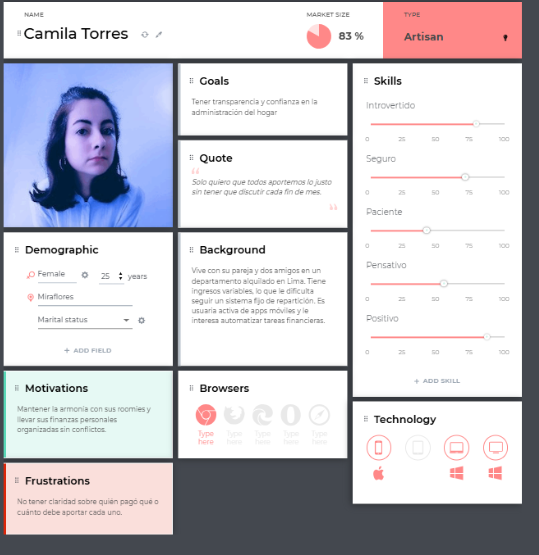 NAME
Camila Torres
MARKET SIZE
83 %
TYPE
Artisan
Goals
Tener transparencia y confianza en la
administración del hogar
Quote
“
Solo quiero que todos aportemos lo justo
sin tener que discutir cada fin de mes.
”
Demographic
Female
25 years
Miraflores
Marital status
+ ADD FIELD
Background
Vive con su pareja y dos amigos en un
departamento alquilado en Lima. Tiene
ingresos variables, lo que le dificulta
seguir un sistema fijo de repartición. Es
usuaria activa de apps móviles y le
interesa automatizar tareas financieras.
Motivations
Mantener la armonía con sus roomies y
llevar sus finanzas personales
organizadas sin conflictos.
Browsers
Type Type Type Type Type
here here here here here
Frustrations
No tener claridad sobre quién pagó qué o
cuánto debe aportar cada uno.
Skills
Introvertido
0 25 50 75 100
Seguro
0 25 50 75 100
Paciente
0 25 50 75 100
Pensativo
0 25 50 75 100
Positivo
0 25 50 75 100
+ ADD SKILL
Technology